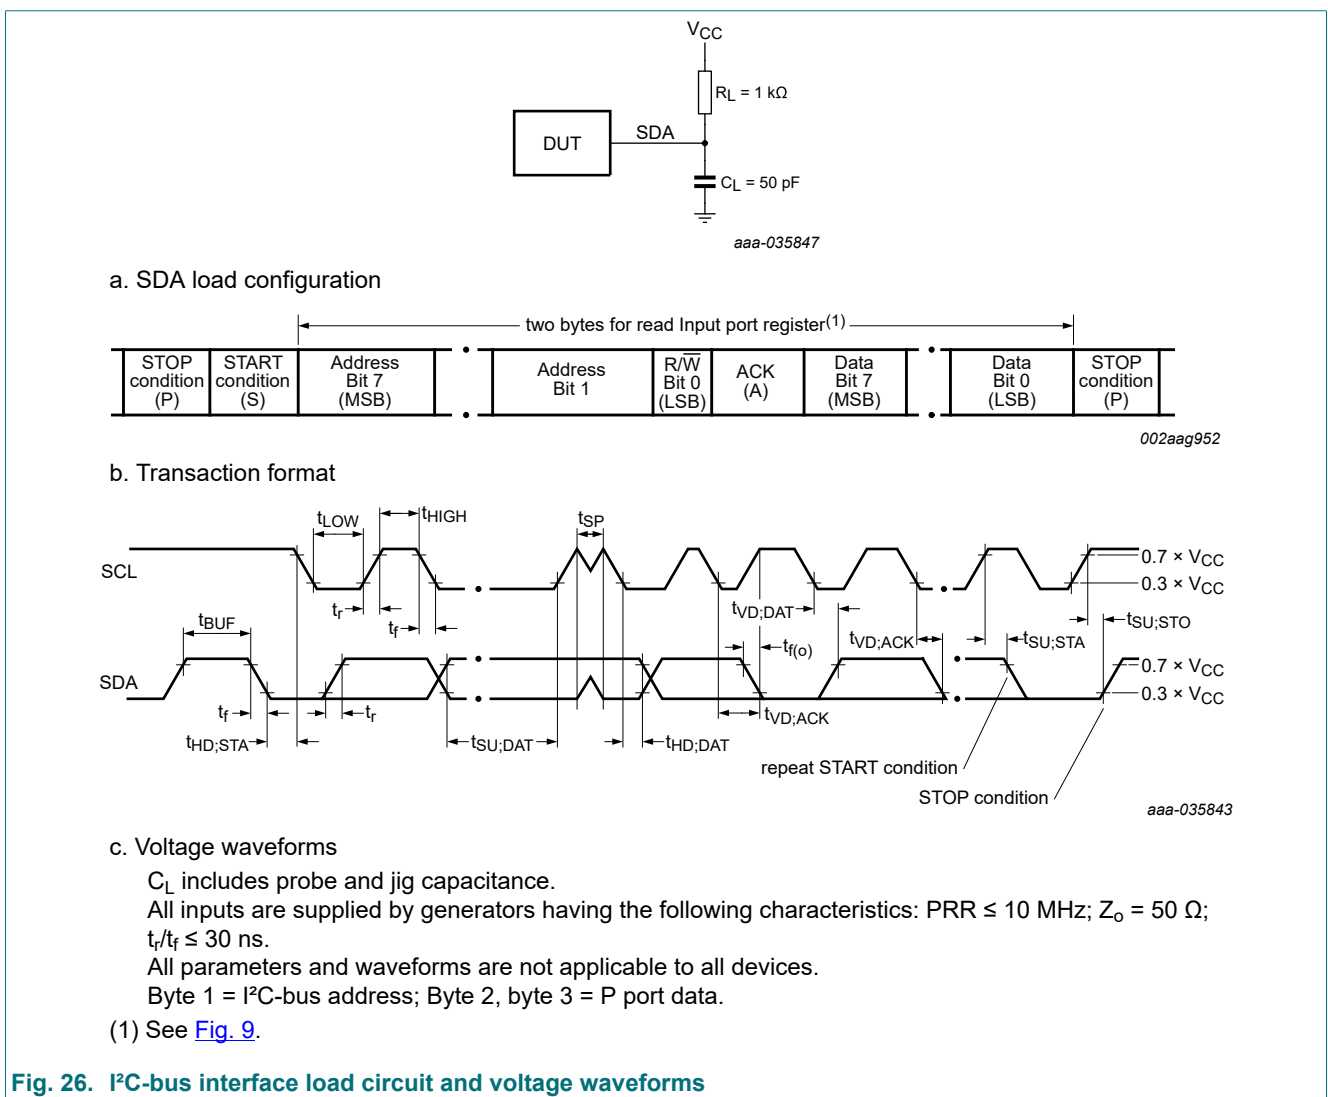 VCC
RL = 1 kΩ
DUT
SDA
CL = 50 pF
aaa-035847
a. SDA load configuration
two bytes for read Input port register(1)
STOP condition (P)
START condition (S)
Address Bit 7 (MSB)
Address Bit 1
R/W̅ Bit 0 (LSB)
ACK (A)
Data Bit 7 (MSB)
Data Bit 0 (LSB)
STOP condition (P)
002aag952
b. Transaction format
tLOW
tHIGH
tSP
SCL
0.7 × VCC
0.3 × VCC
tr
tf
tBUF
tVD;DAT
tf(o)
tVD;ACK
tSU;STA
tSU;STO
SDA
0.7 × VCC
0.3 × VCC
tf
tr
tVD;ACK
tHD;STA
tSU;DAT
tHD;DAT
repeat START condition
STOP condition
aaa-035843
c. Voltage waveforms
CL includes probe and jig capacitance.
All inputs are supplied by generators having the following characteristics: PRR ≤ 10 MHz; Zo = 50 Ω;
tr/tf ≤ 30 ns.
All parameters and waveforms are not applicable to all devices.
Byte 1 = I²C-bus address; Byte 2, byte 3 = P port data.
(1) See Fig. 9.
Fig. 26. I²C-bus interface load circuit and voltage waveforms